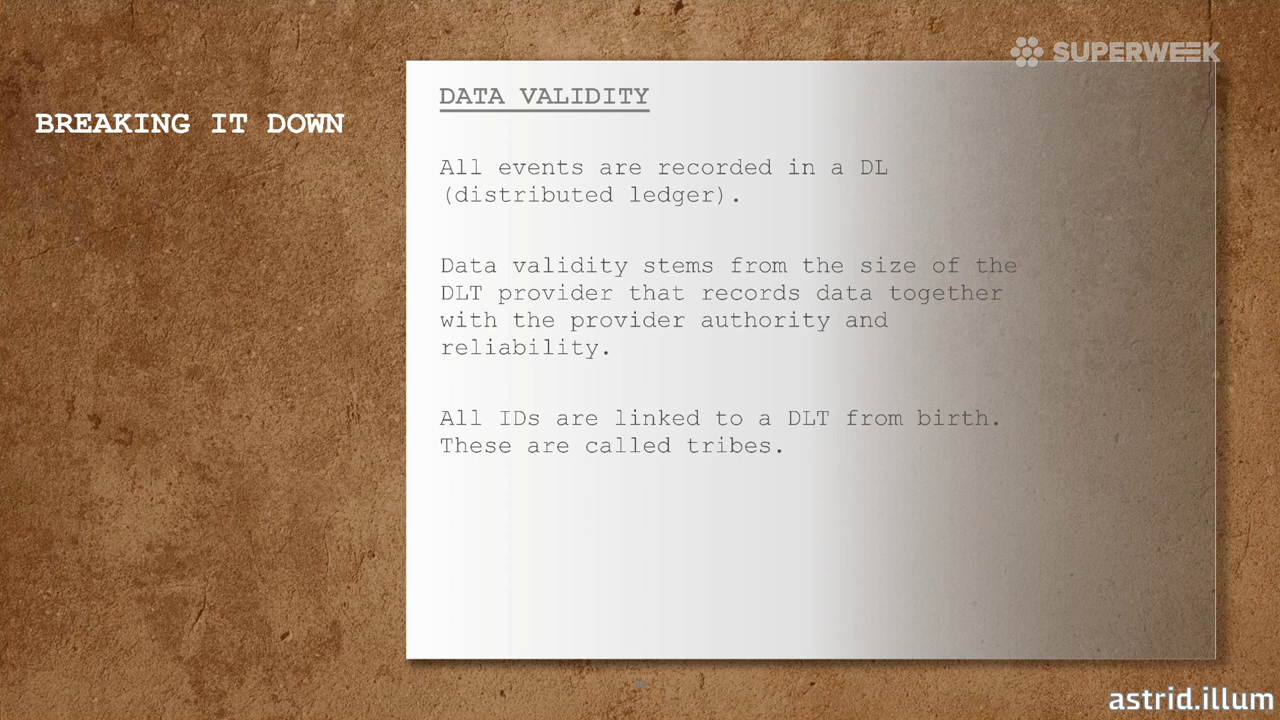 SUPERWEEK
BREAKING IT DOWN
DATA VALIDITY
All events are recorded in a DL
(distributed ledger).
Data validity stems from the size of the
DLT provider that records data together
with the provider authority and
reliability.
All IDs are linked to a DLT from birth.
These are called tribes.
astrid.illum